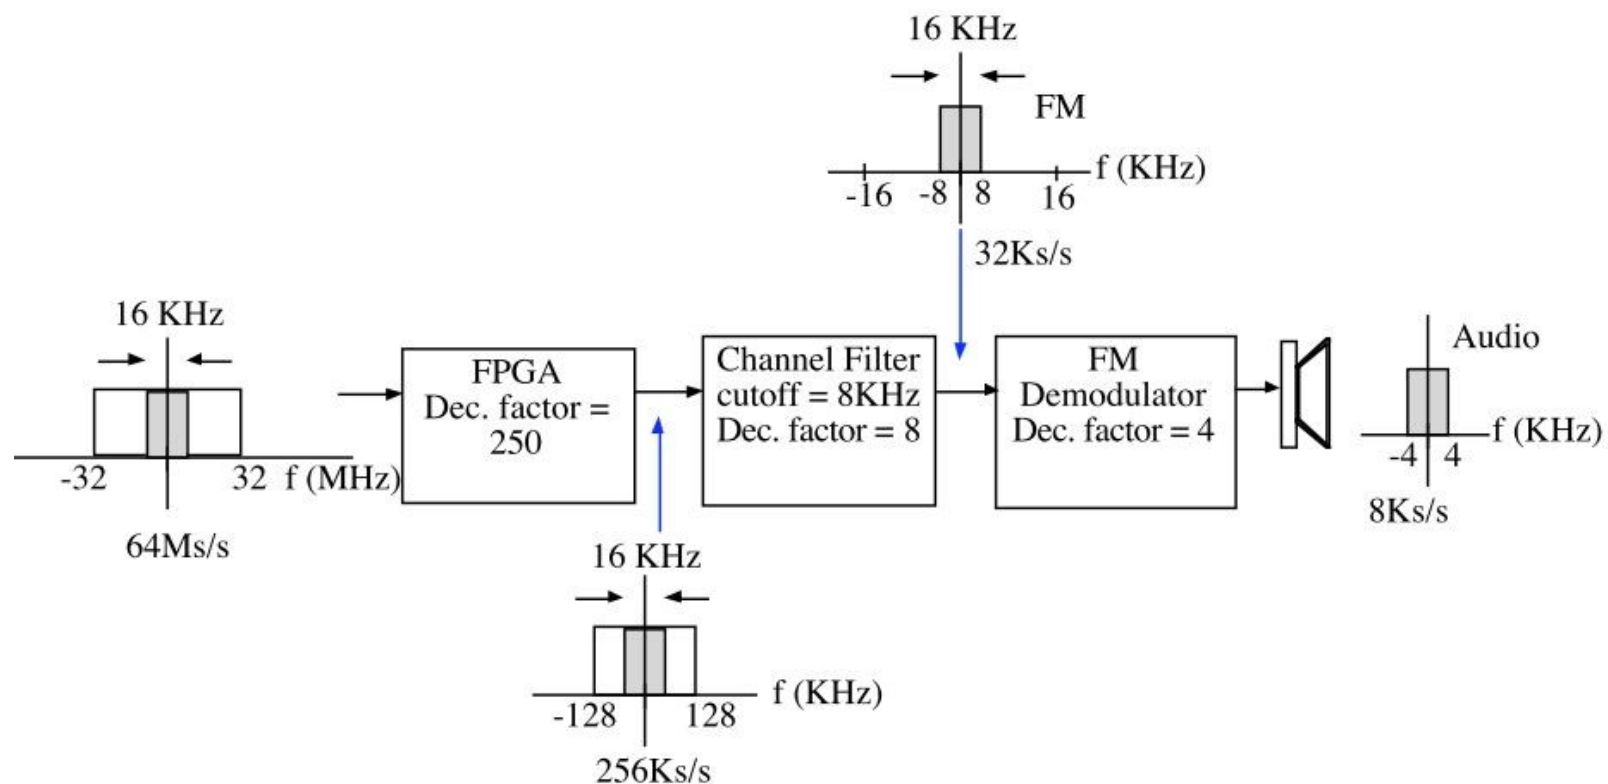 16 KHz
FM
f (KHz)
-16 -8 8 16
32Ks/s
16 KHz
-32 32 f (MHz)
64Ms/s
FPGA
Dec. factor =
250
Channel Filter
cutoff = 8KHz
Dec. factor = 8
FM
Demodulator
Dec. factor = 4
Audio
f (KHz)
-4 4
8Ks/s
16 KHz
f (KHz)
-128 128
256Ks/s